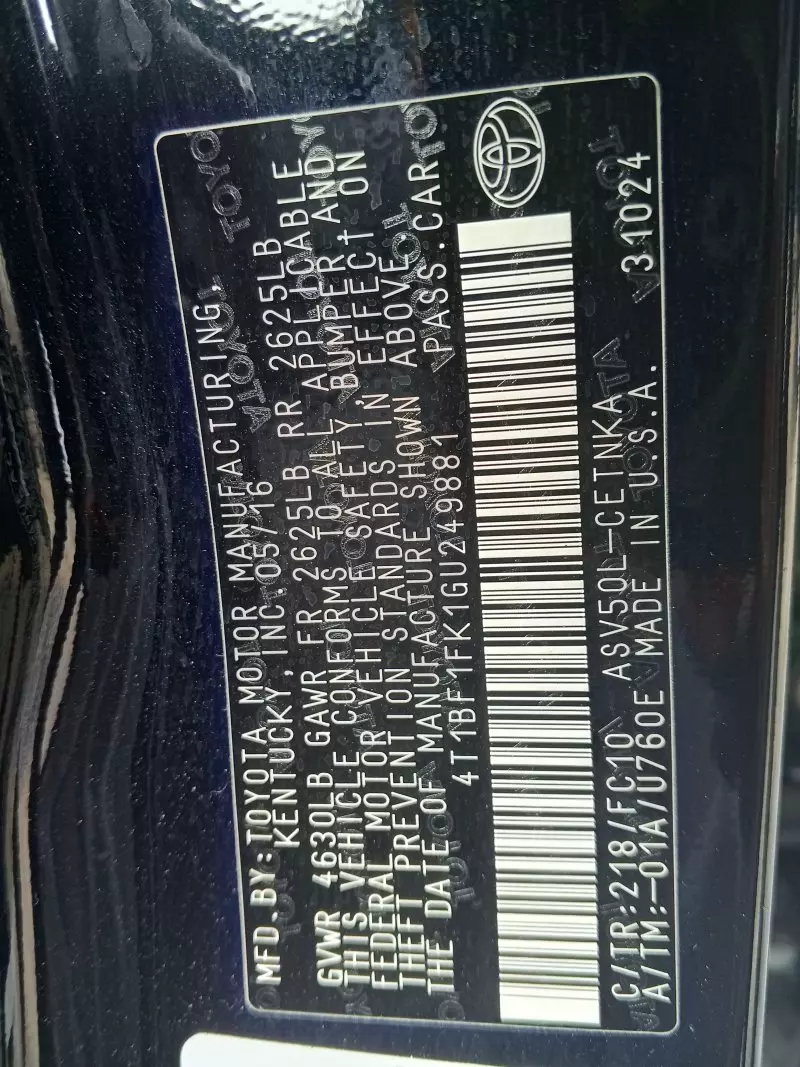 MFD.BY:TOYOTA MOTOR MANUFACTURING,
KENTUCKY, INC.05/16
GVWR 4630LB GAWR FR 2625LB RR 2625LB
THIS VEHICLE CONFORMS TO ALL APPLICABLE
FEDERAL MOTOR VEHICLE SAFETY, BUMPER, AND
THEFT PREVENTION STANDARDS IN EFFECT ON
THE DATE OF MANUFACTURE SHOWN ABOVE.
4T1BF1FK1GU249881 PASS.CAR
C/TR:218/FC10 ASV50L-CETNKA 31024
A/TM:-01A/U760E MADE IN U.S.A.